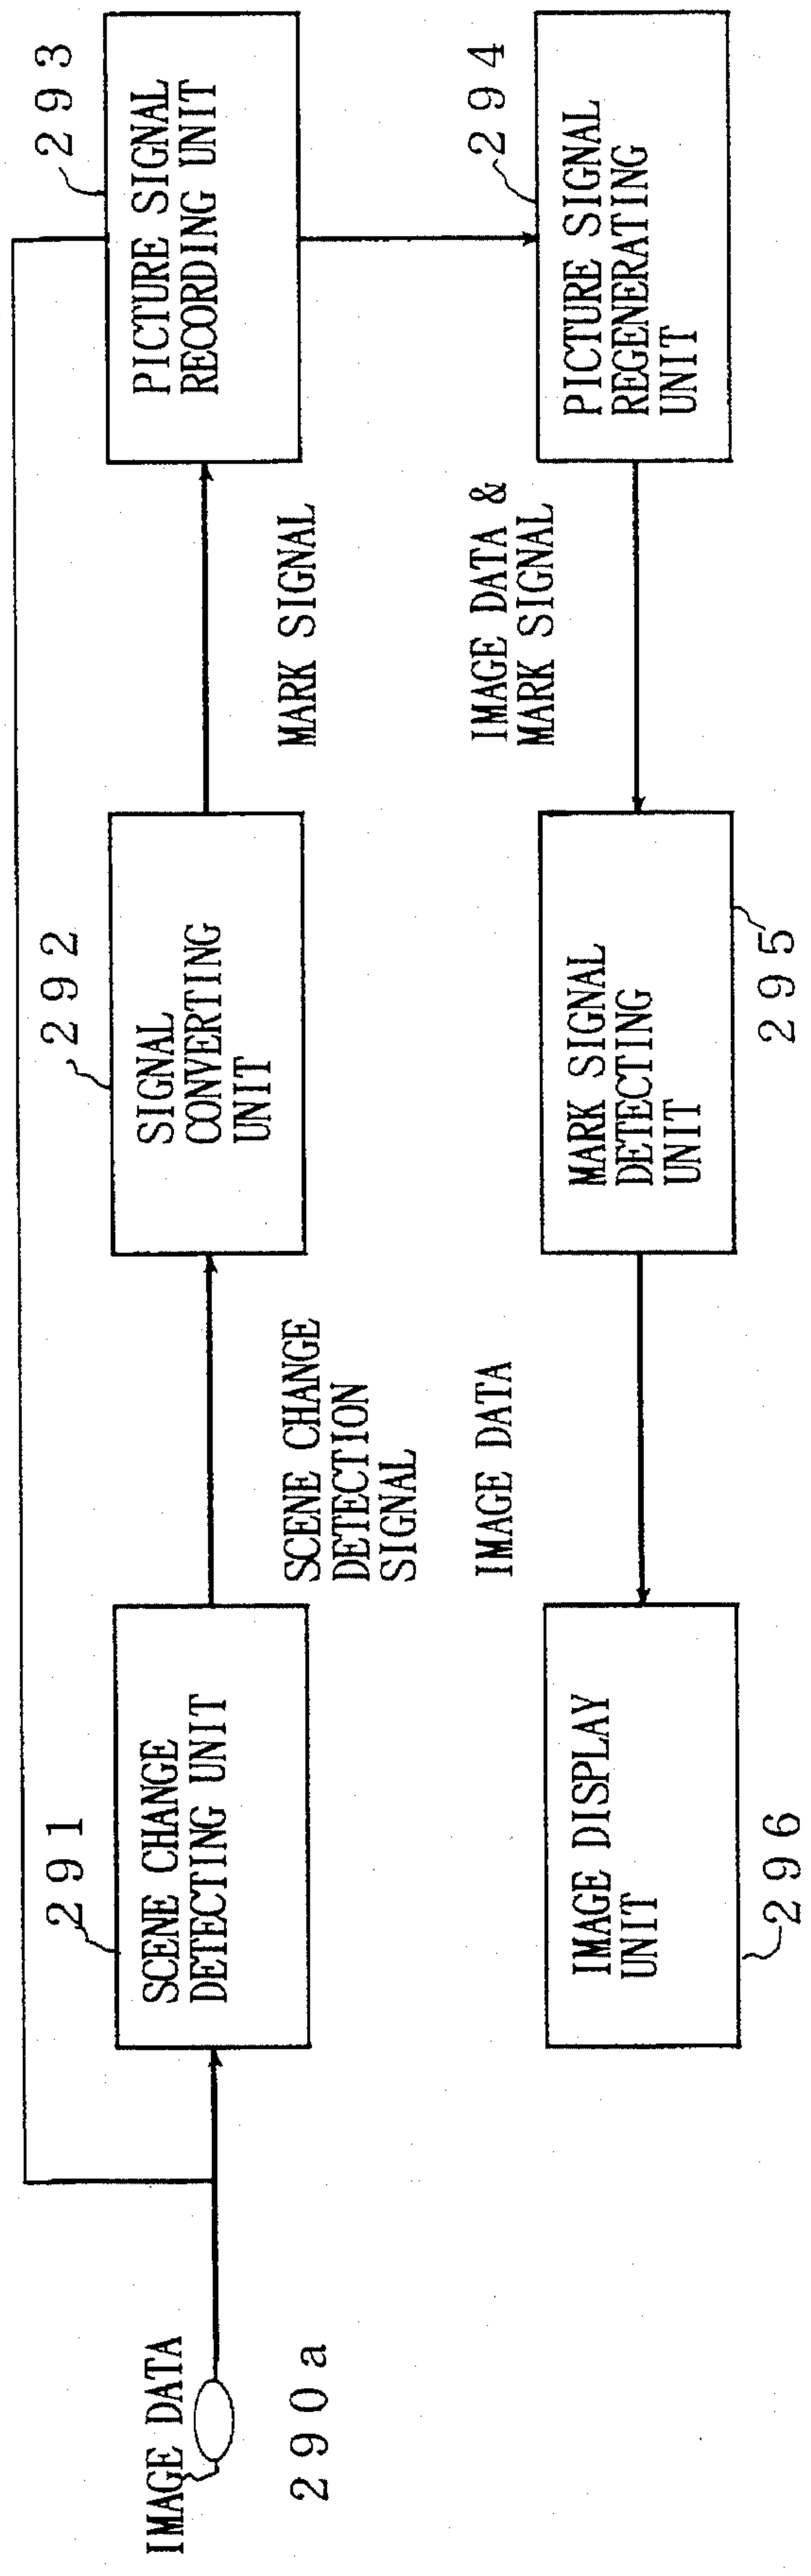 IMAGE DATA
290a
291
SCENE CHANGE
DETECTING UNIT
SCENE CHANGE
DETECTION
SIGNAL
292
SIGNAL
CONVERTING
UNIT
MARK SIGNAL
293
PICTURE SIGNAL
RECORDING UNIT
294
PICTURE SIGNAL
REGENERATING
UNIT
IMAGE DATA &
MARK SIGNAL
MARK SIGNAL
DETECTING
UNIT
295
IMAGE DATA
IMAGE DISPLAY
UNIT
296